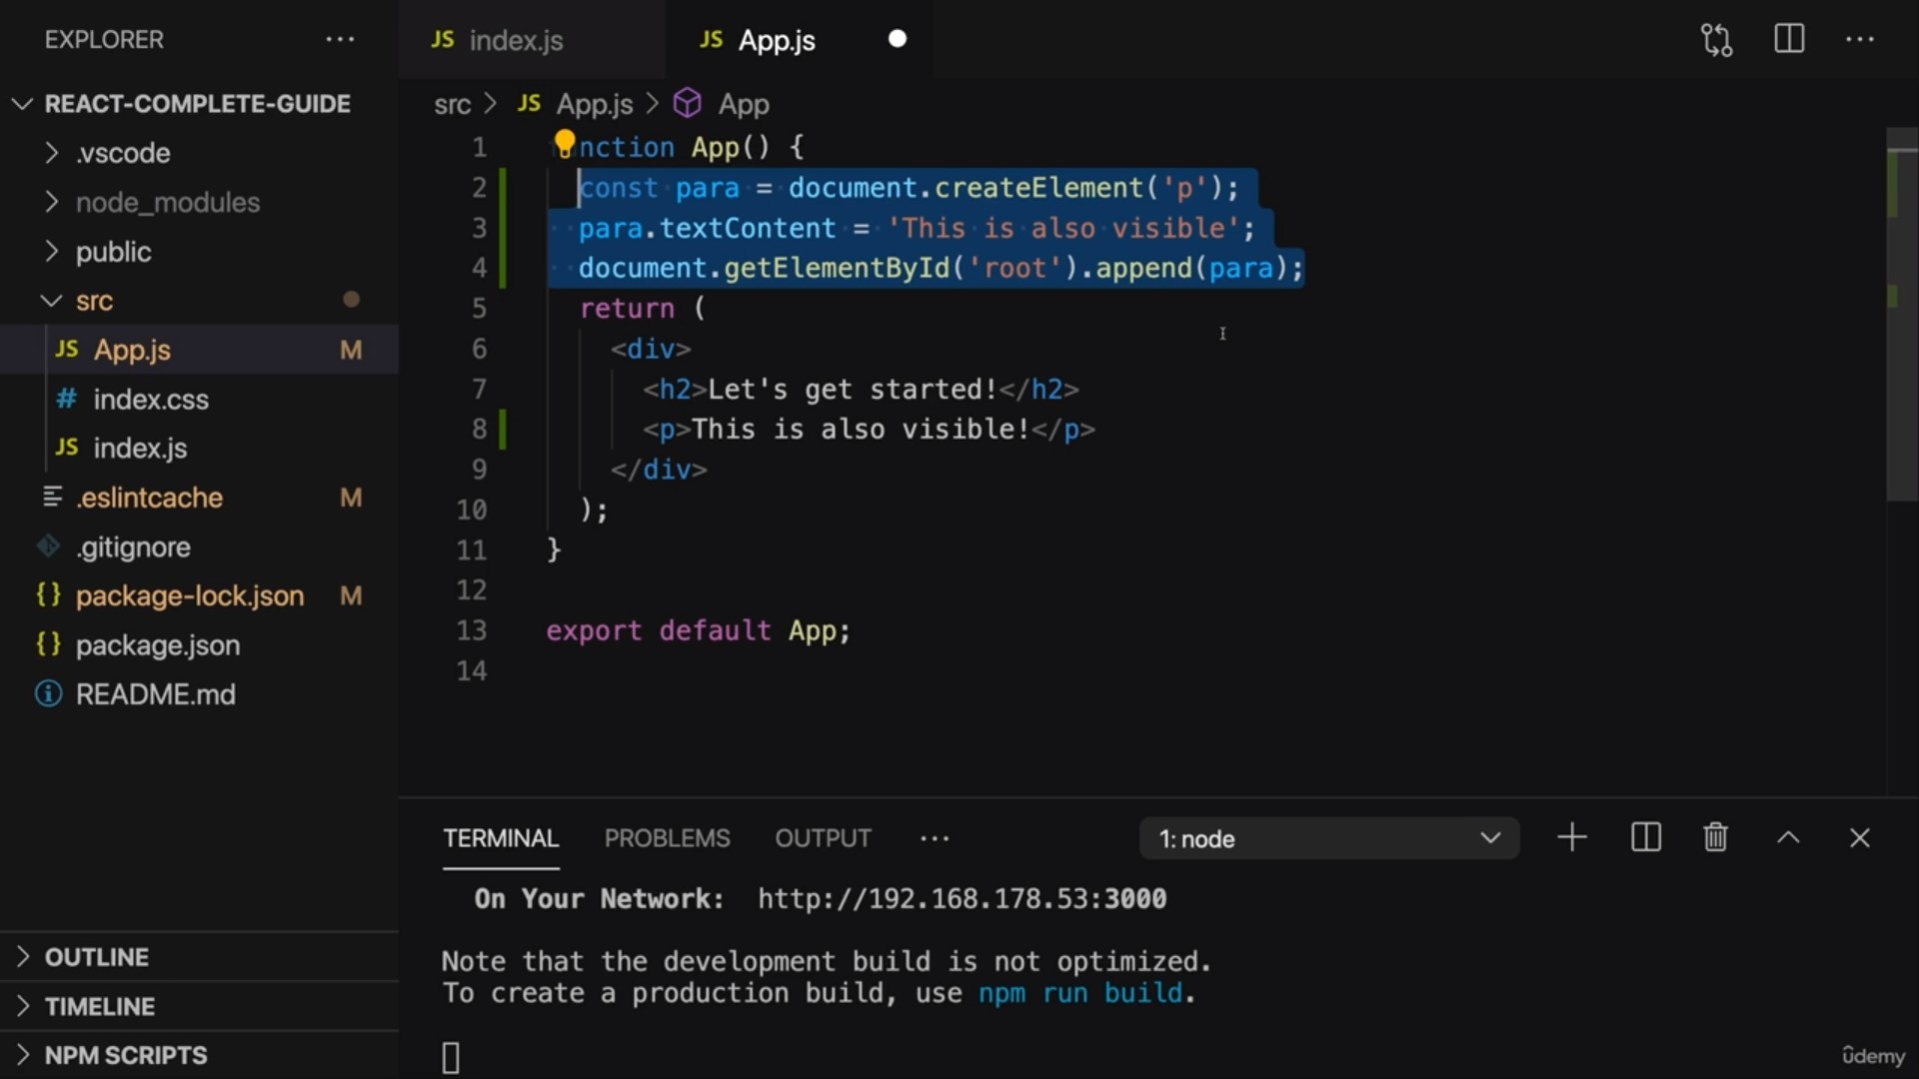 EXPLORER ...
REACT-COMPLETE-GUIDE
.vscode
node_modules
public
src
JS App.js M
# index.css
JS index.js
.eslintcache M
.gitignore
{} package-lock.json M
{} package.json
README.md
OUTLINE
TIMELINE
NPM SCRIPTS
JS index.js
JS App.js
src > JS App.js > App
1 nction App() {
2 const para = document.createElement('p');
3 para.textContent = 'This is also visible';
4 document.getElementById('root').append(para);
5 return (
6 <div>
7 <h2>Let's get started!</h2>
8 <p>This is also visible!</p>
9 </div>
10 );
11 }
12
13 export default App;
14
TERMINAL PROBLEMS OUTPUT ... 1: node
On Your Network: http://192.168.178.53:3000
Note that the development build is not optimized.
To create a production build, use npm run build.
ûdemy